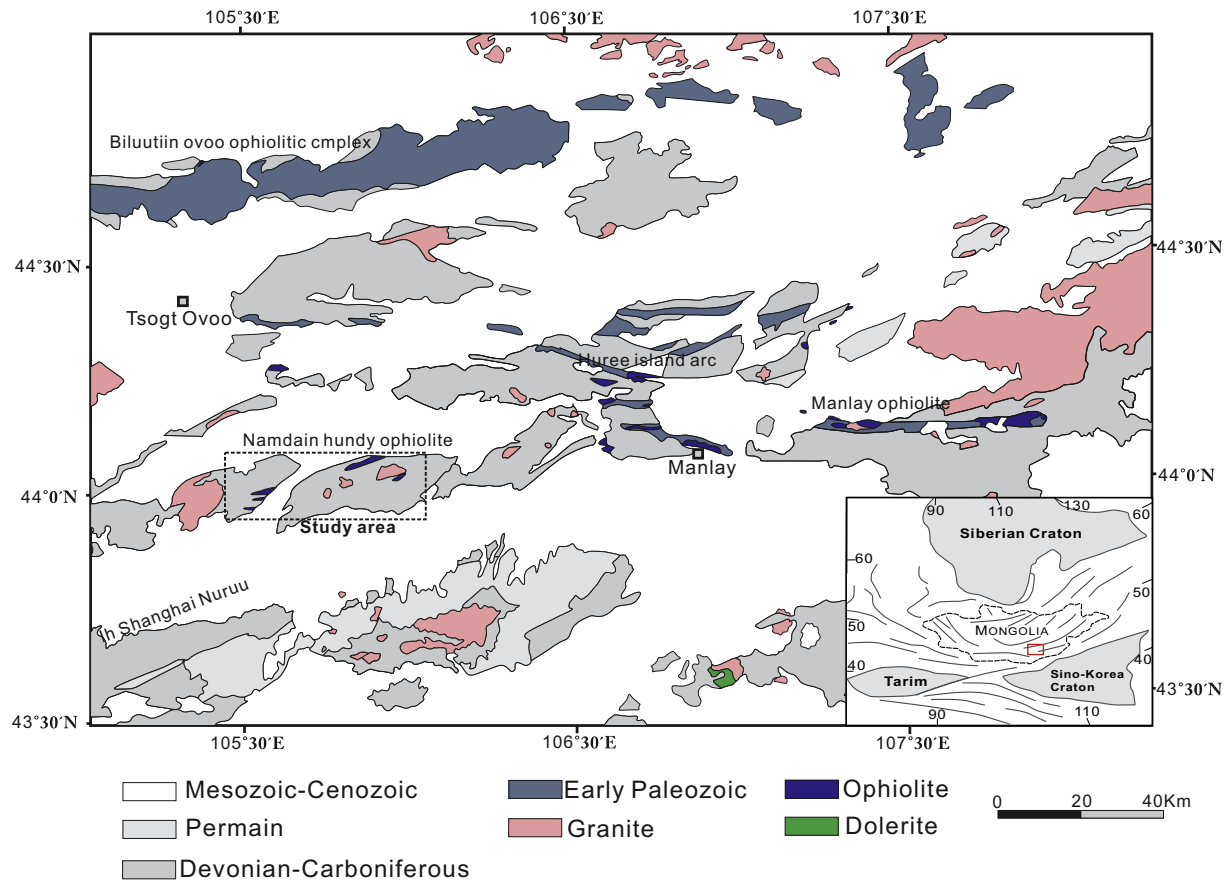 105°30´E 106°30´E 107°30´E
Biluutiin ovoo ophiolitic cmplex
44°30´N
44°30´N
Tsogt Ovoo
Huree island arc
Manlay ophiolite
Namdain hundy ophiolite
Manlay
44°0´N
44°0´N
Study area
Ih Shanghai Nuruu
90 110 130 60
Siberian Craton
60
50
50
MONGOLIA
40
40
Tarim
Sino-Korea
Craton
90
110
43°30´N
43°30´N
105°30´E 106°30´E 107°30´E
Mesozoic-Cenozoic
Early Paleozoic
Ophiolite
Permain
Granite
Dolerite
Devonian-Carboniferous
0 20 40Km